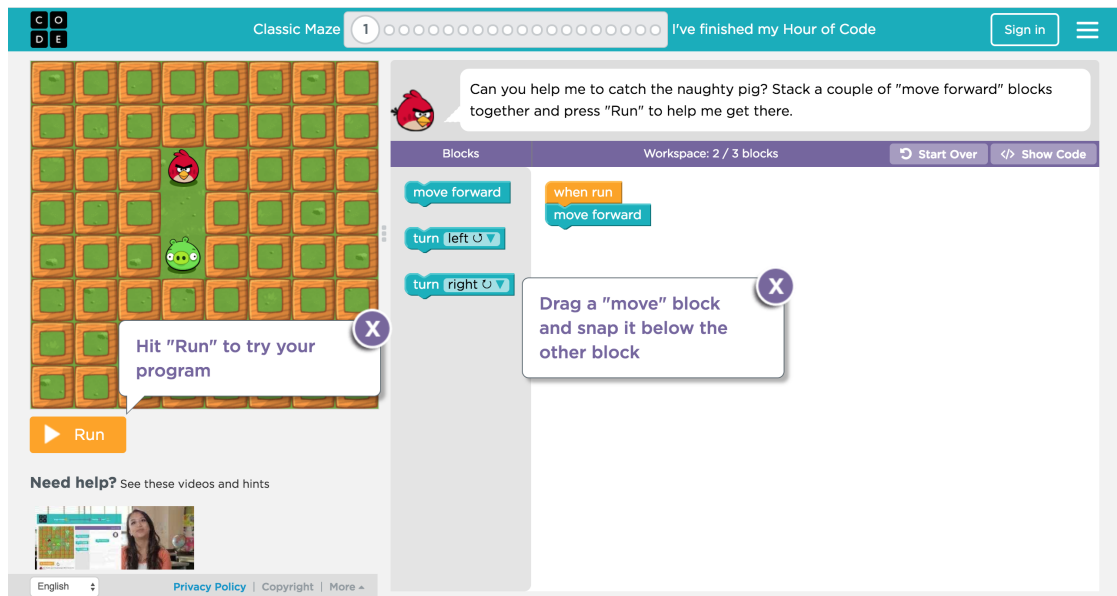 C O
D E
Classic Maze
1
I've finished my Hour of Code
Sign in
Can you help me to catch the naughty pig? Stack a couple of "move forward" blocks
together and press "Run" to help me get there.
Blocks
Workspace: 2 / 3 blocks
Start Over
</> Show Code
move forward
turn left
turn right
when run
move forward
Drag a "move" block
and snap it below the
other block
X
Hit "Run" to try your
program
X
Run
Need help? See these videos and hints
English
Privacy Policy | Copyright | More